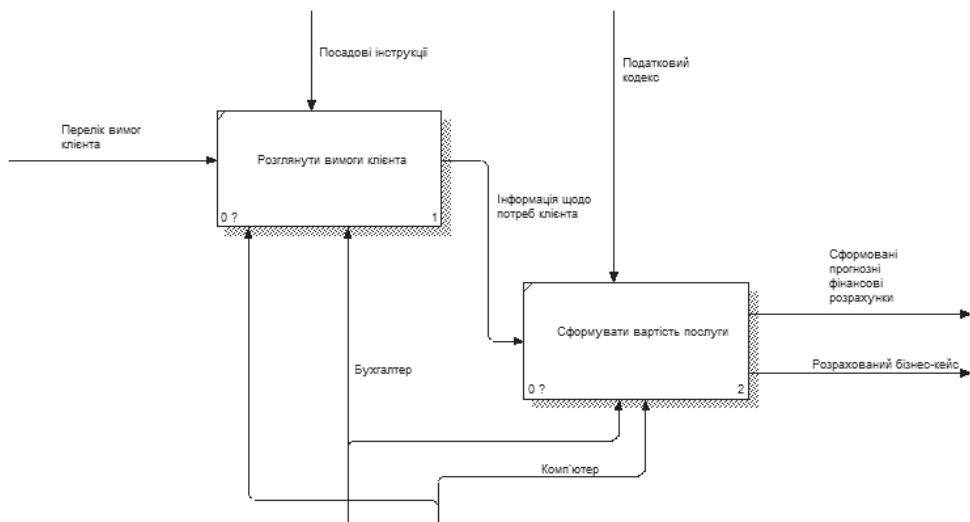 Посадові інструкції
Податковий
кодекс
Перелік вимог
клієнта
Розглянути вимоги клієнта
0 ?
1
Інформація щодо
потреб клієнта
Сформовані
прогнозні
фінансові
розрахунки
Сформувати вартість послуги
Розрахований бізнес-кейс
0 ?
2
Бухгалтер
Комп'ютер